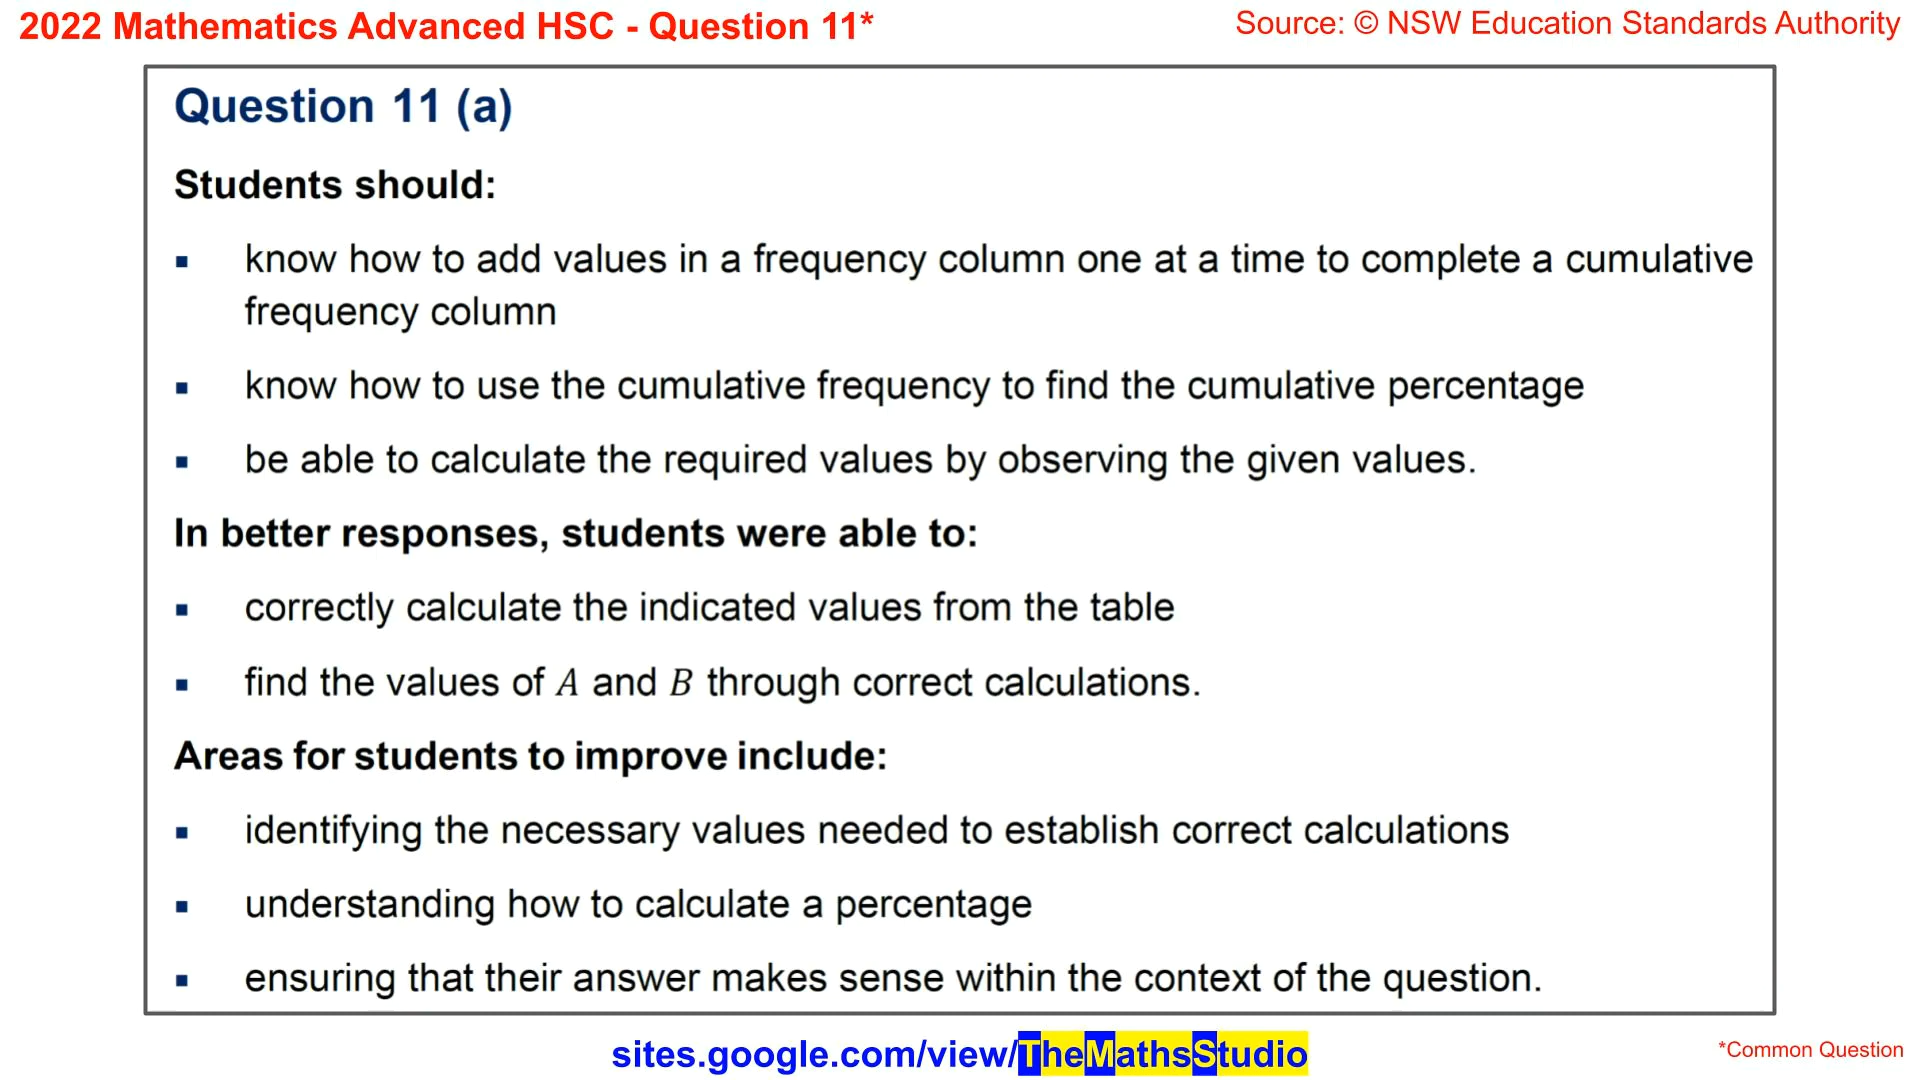 2022 Mathematics Advanced HSC - Question 11*
Source: © NSW Education Standards Authority
Question 11 (a)
Students should:
▪ know how to add values in a frequency column one at a time to complete a cumulative
frequency column
▪ know how to use the cumulative frequency to find the cumulative percentage
▪ be able to calculate the required values by observing the given values.
In better responses, students were able to:
▪ correctly calculate the indicated values from the table
▪ find the values of A and B through correct calculations.
Areas for students to improve include:
▪ identifying the necessary values needed to establish correct calculations
▪ understanding how to calculate a percentage
▪ ensuring that their answer makes sense within the context of the question.
sites.google.com/view/TheMathsStudio
*Common Question